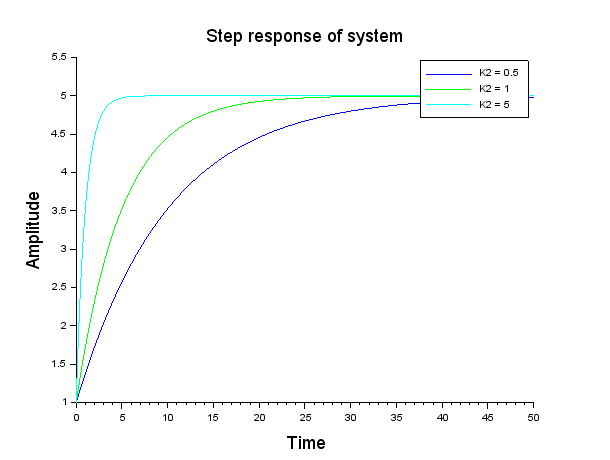 Step response of system
K2 = 0.5
K2 = 1
K2 = 5
Amplitude
5.5
5
4.5
4
3.5
3
2.5
2
1.5
1
0 5 10 15 20 25 30 35 40 45 50
Time